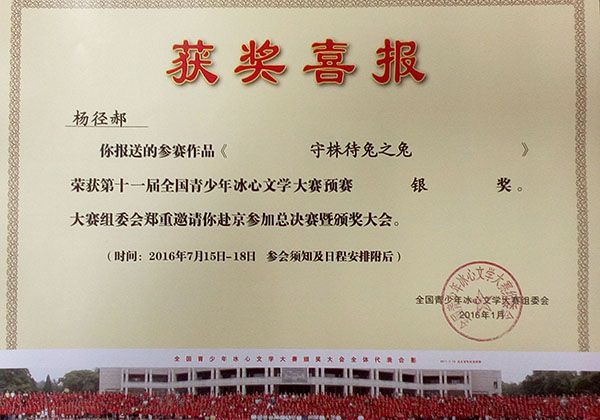 获奖喜报
杨径郝
你报送的参赛作品《 守株待兔之兔 》
荣获第十一届全国青少年冰心文学大赛预赛 银 奖。
大赛组委会郑重邀请你赴京参加总决赛暨颁奖大会。
（时间：2016年7月15日-18日 参会须知及日程安排附后）
全国青少年冰心文学大赛组委会
2016年1月
全国青少年冰心文学大赛颁奖大会全体代表合影